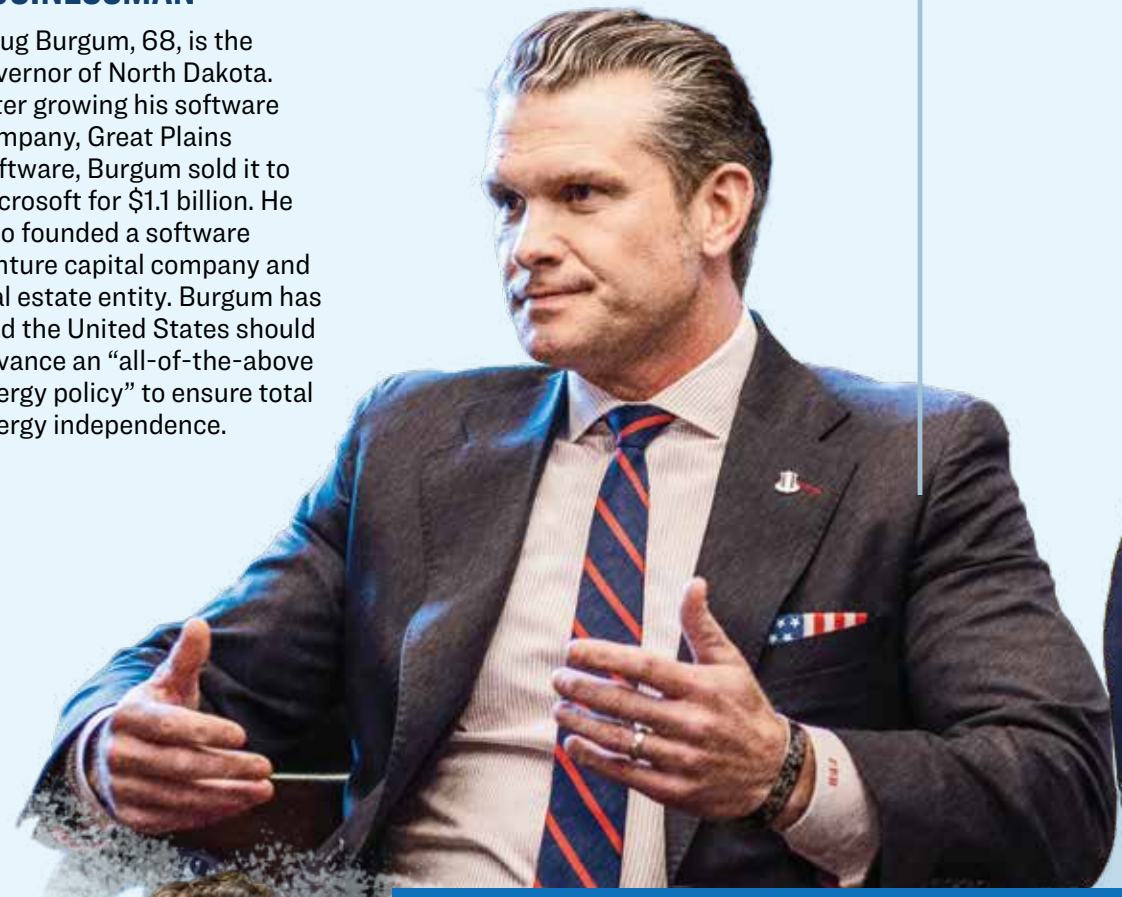 ug Burgum, 68, is the
vernor of North Dakota.
ter growing his software
mpany, Great Plains
ftware, Burgum sold it to
crosoft for $1.1 billion. He
o founded a software
nture capital company and
al estate entity. Burgum has
d the United States should
vance an “all-of-the-above
ergy policy” to ensure total
ergy independence.